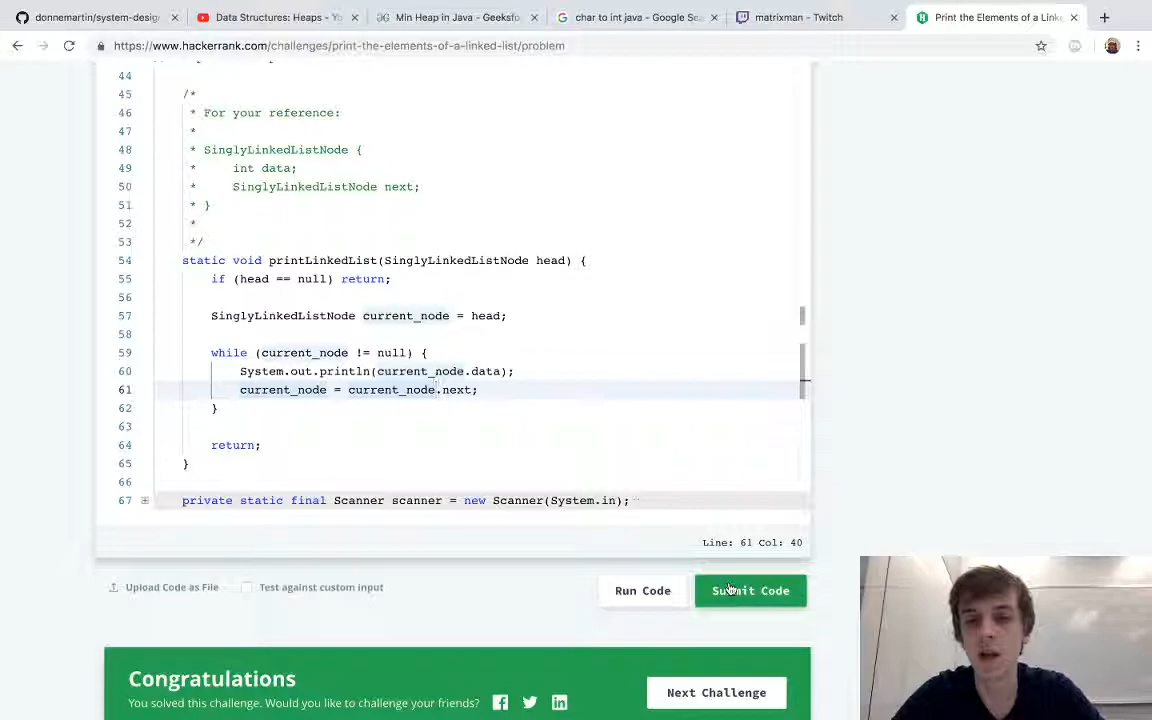 donnemartin/system-desig
Data Structures: Heaps - Yo
Min Heap in Java - Geeksfo
char to int java - Google Sea
matrixman - Twitch
Print the Elements of a Linke
https://www.hackerrank.com/challenges/print-the-elements-of-a-linked-list/problem
44
45 /*
46 * For your reference:
47 *
48 * SinglyLinkedListNode {
49 * int data;
50 * SinglyLinkedListNode next;
51 * }
52 *
53 */
54 static void printLinkedList(SinglyLinkedListNode head) {
55 if (head == null) return;
56
57 SinglyLinkedListNode current_node = head;
58
59 while (current_node != null) {
60 System.out.println(current_node.data);
61 current_node = current_node.next;
62 }
63
64 return;
65 }
66
67 private static final Scanner scanner = new Scanner(System.in);
Line: 61 Col: 40
Upload Code as File
Test against custom input
Run Code
Submit Code
Congratulations
You solved this challenge. Would you like to challenge your friends?
Next Challenge